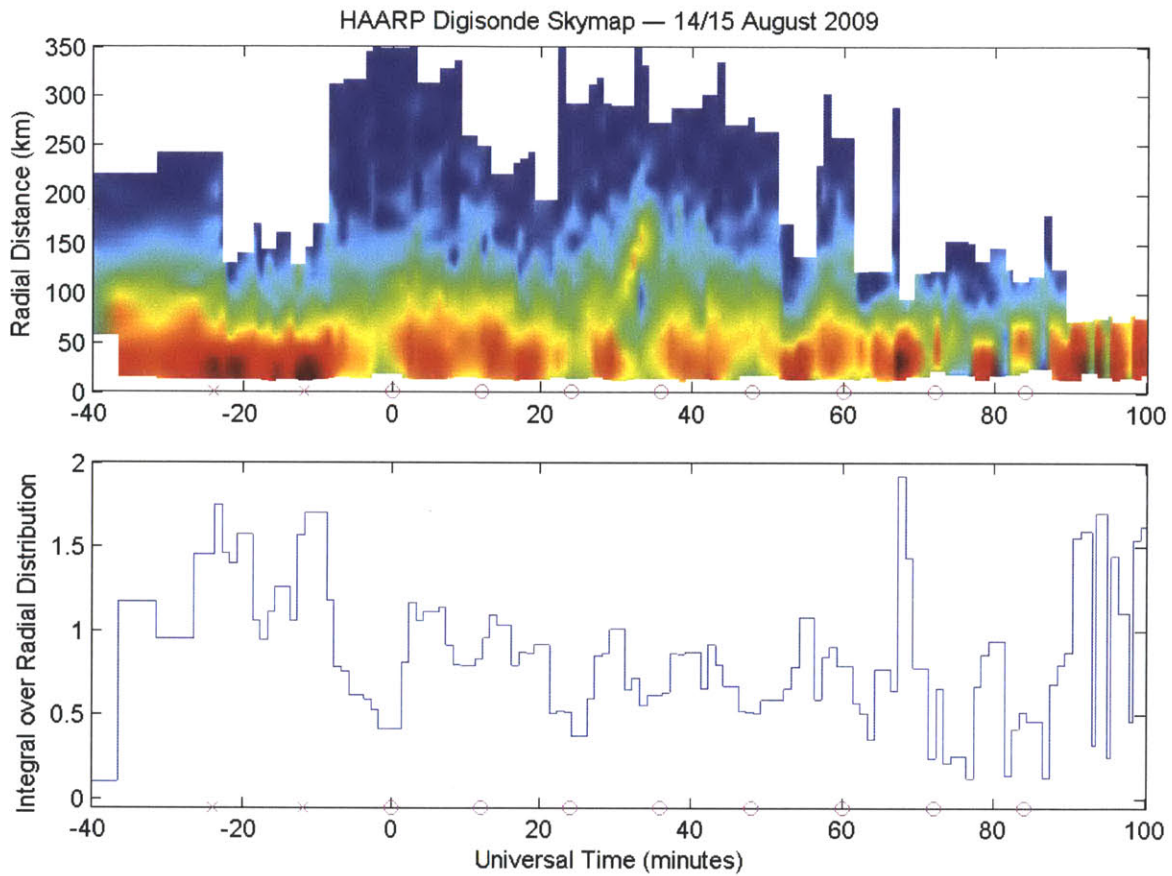 HAARP Digisonde Skymap — 14/15 August 2009
350
300
250
200
150
100
50
0
Radial Distance (km)
-40 -20 0 20 40 60 80 100
2
1.5
1
0.5
0
Integral over Radial Distribution
-40 -20 0 20 40 60 80 100
Universal Time (minutes)